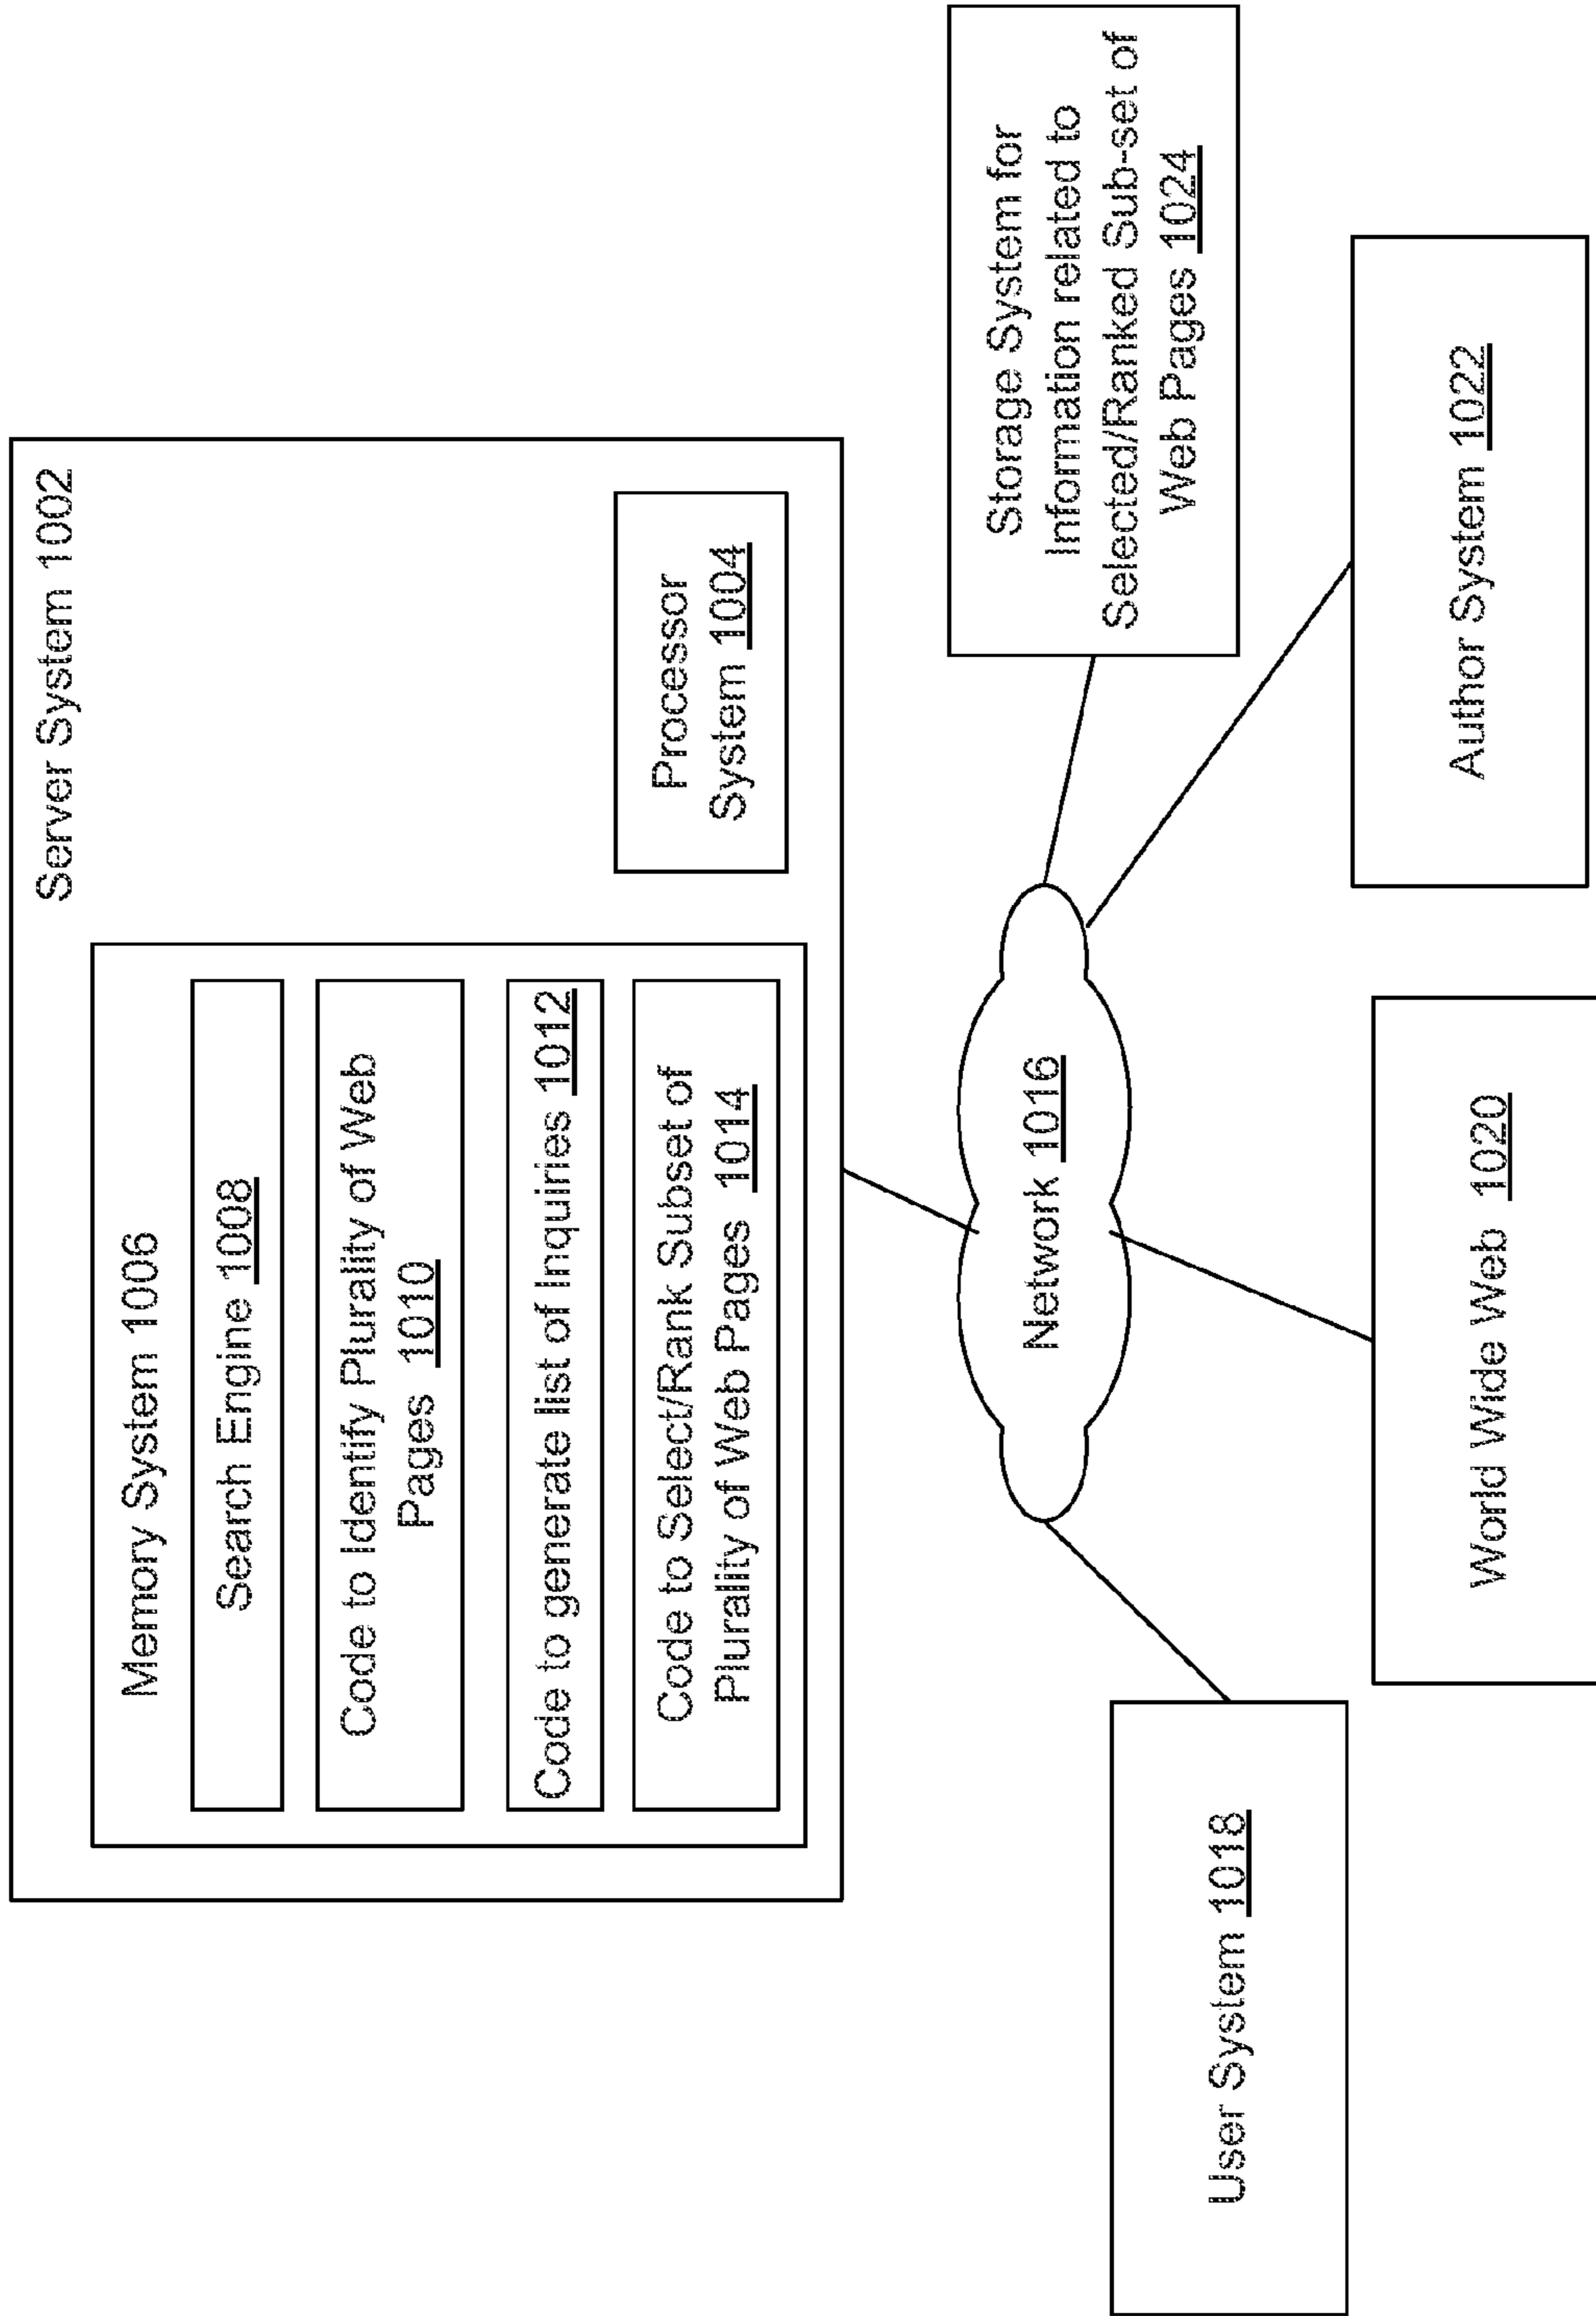 Server System 1002
Memory System 1006
Search Engine 1008
Code to Identify Plurality of Web
Pages 1010
Code to generate list of Inquiries 1012
Code to Select/Rank Subset of
Plurality of Web Pages 1014
Processor
System 1004
Network 1016
Storage System for
Information related to
Selected/Ranked Sub-set of
Web Pages 1024
User System 1018
World Wide Web 1020
Author System 1022